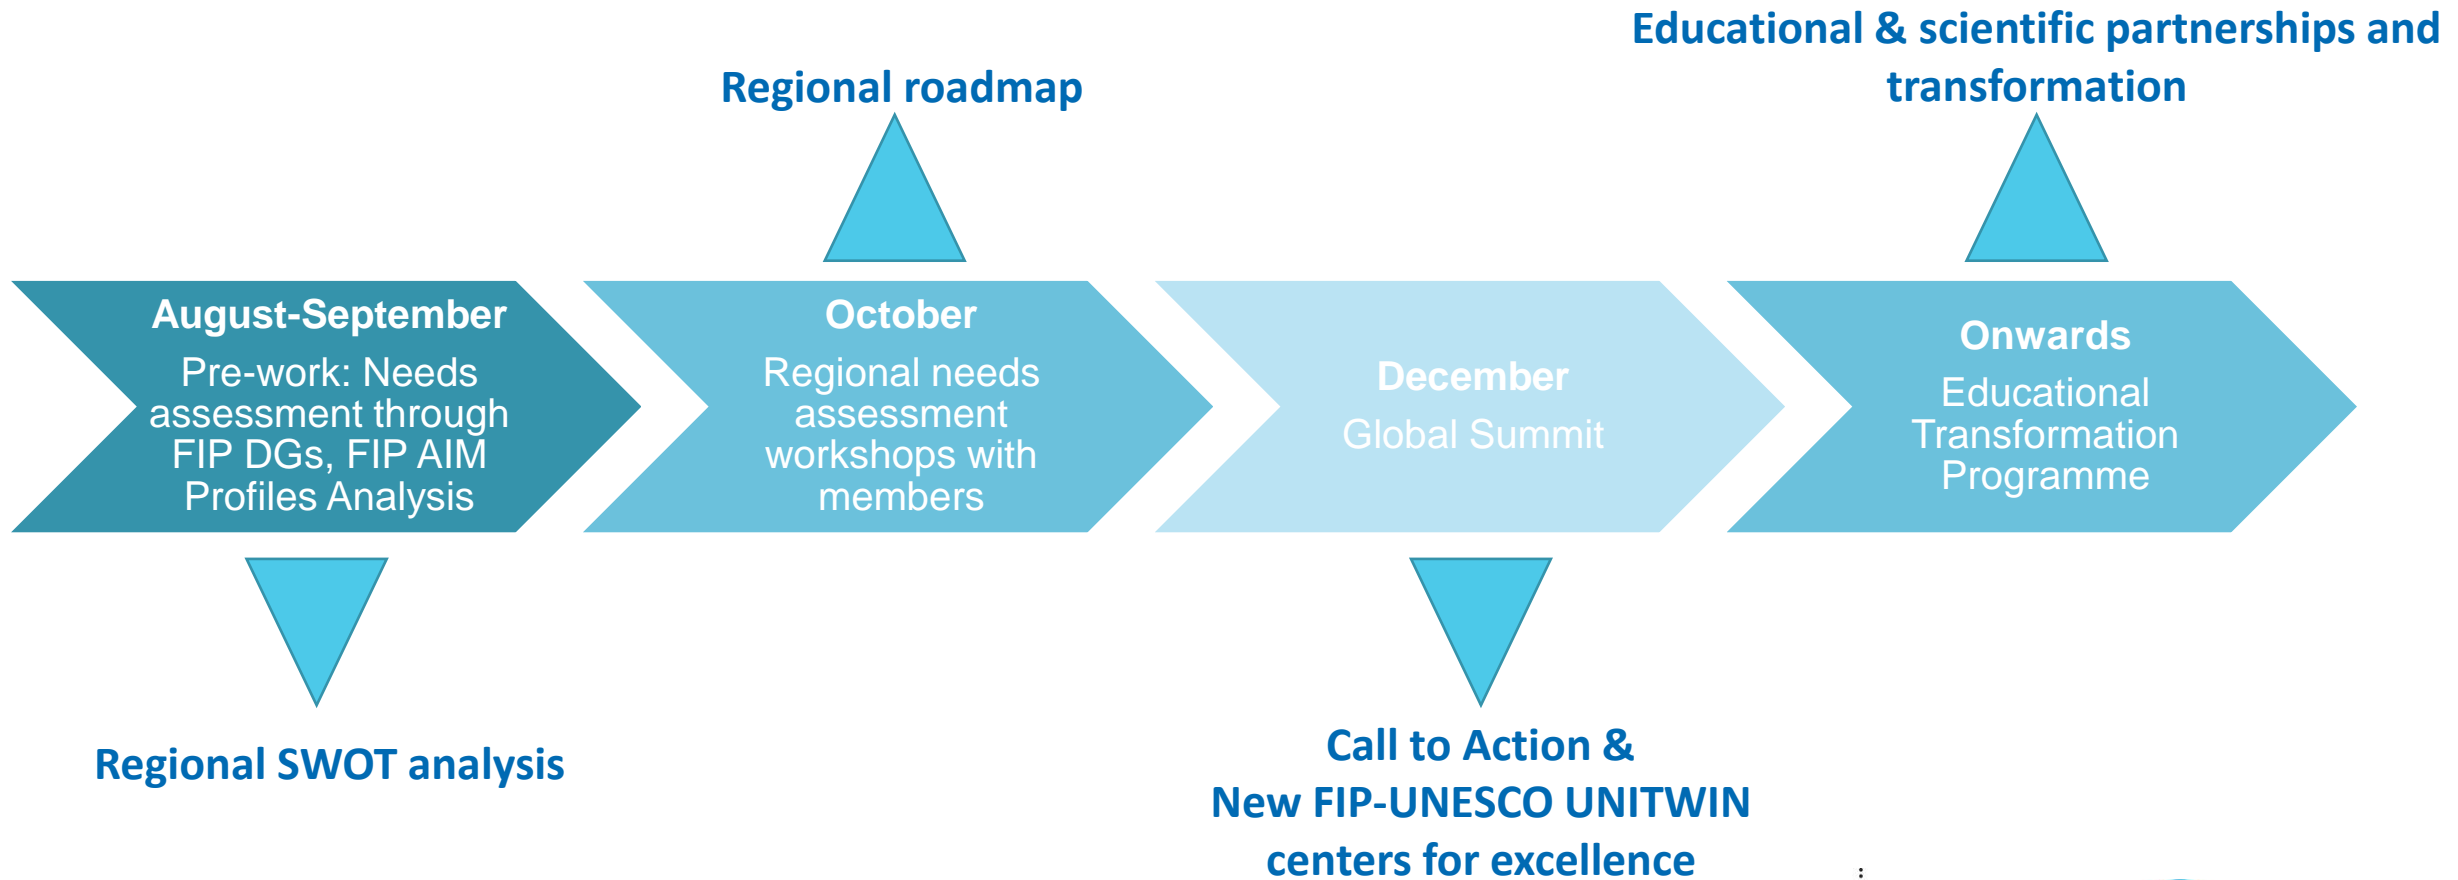 Educational & scientific partnerships and
transformation
Regional roadmap
August-September
Pre-work: Needs
assessment through
FIP DGs, FIP AIM
Profiles Analysis
October
Regional needs
assessment
workshops with
members
December
Global Summit
Onwards
Educational
Transformation
Programme
Regional SWOT analysis
Call to Action &
New FIP-UNESCO UNITWIN
centers for excellence